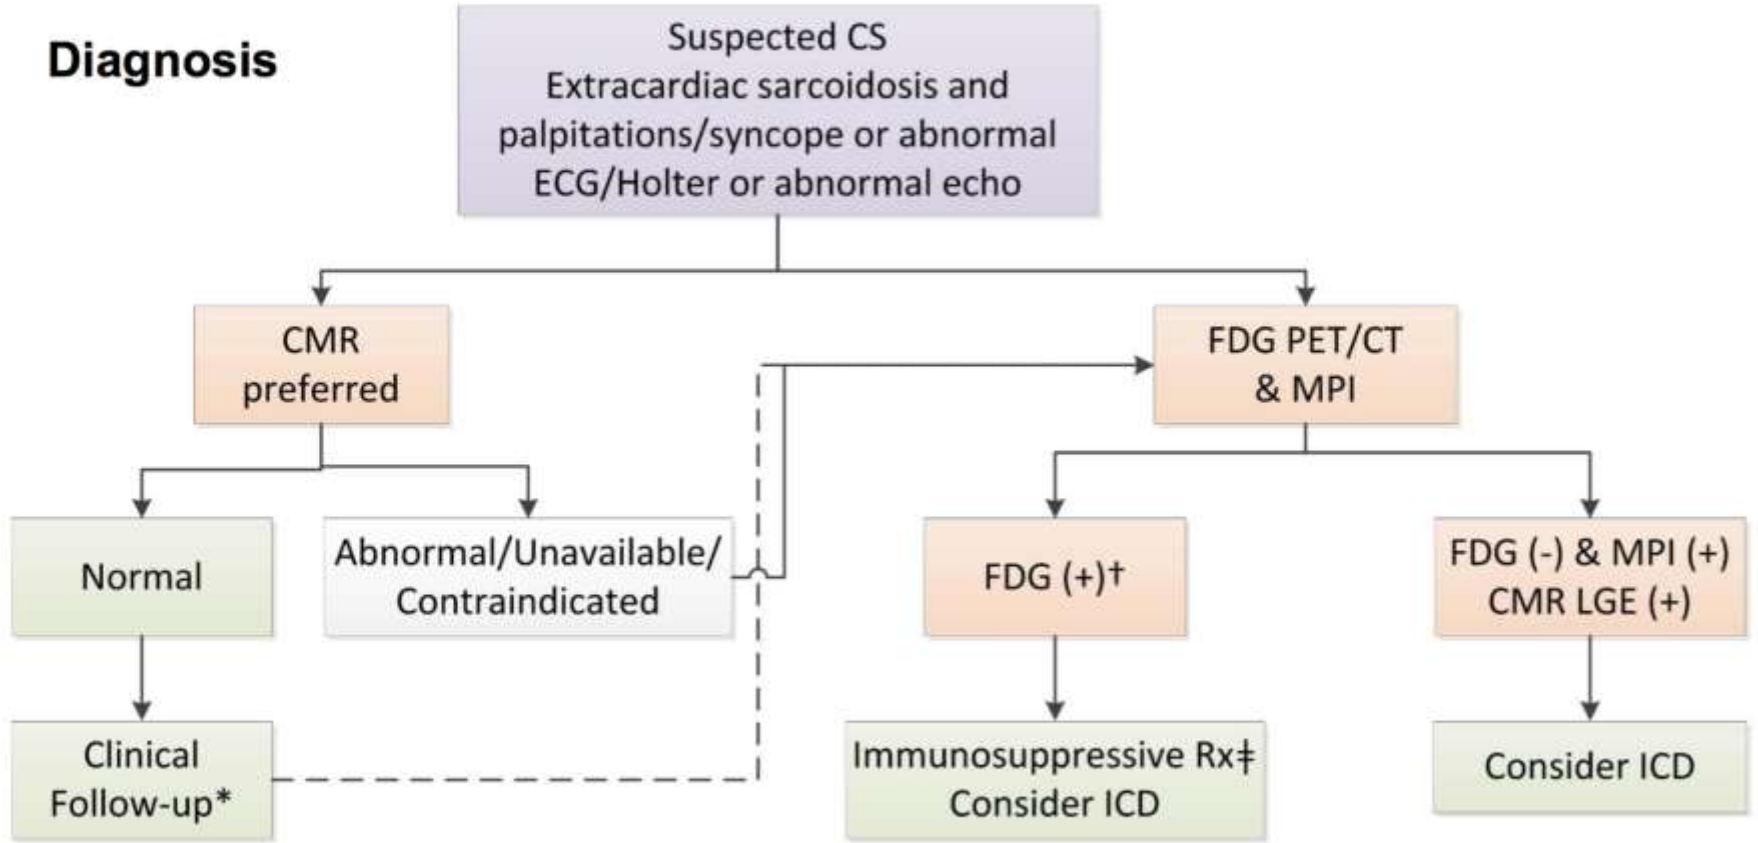 Diagnosis
Suspected CS
Extracardiac sarcoidosis and
palpitations/syncope or abnormal
ECG/Holter or abnormal echo
CMR
preferred
FDG PET/CT
& MPI
Normal
Abnormal/Unavailable/
Contraindicated
FDG (+)†
FDG (-) & MPI (+)
CMR LGE (+)
Clinical
Follow-up*
Immunosuppressive Rx‡
Consider ICD
Consider ICD